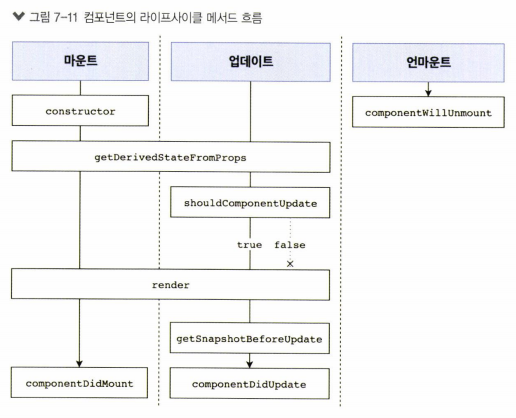 ▼ 그림 7-11 컴포넌트의 라이프사이클 메서드 흐름
마운트
업데이트
언마운트
constructor
componentWillUnmount
getDerivedStateFromProps
shouldComponentUpdate
true false
×
render
getSnapshotBeforeUpdate
componentDidMount
componentDidUpdate